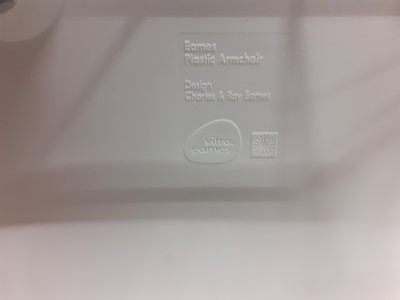 Eames
Plastic Armchair
Design
Charles & Ray Eames
vitra.
eames